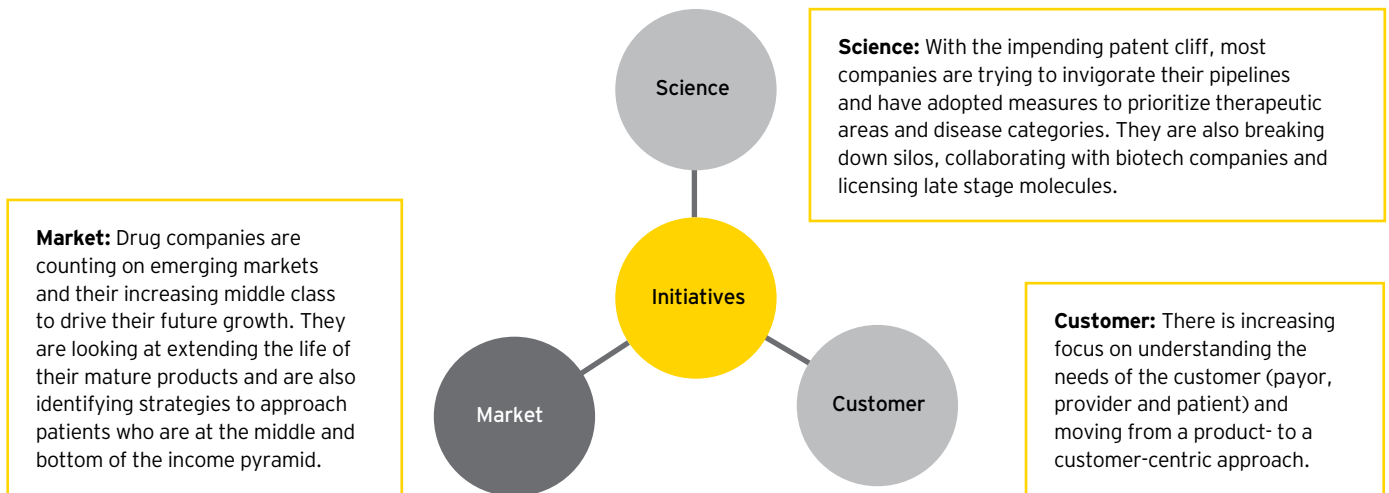 Science
Science: With the impending patent cliff, most
companies are trying to invigorate their pipelines
and have adopted measures to prioritize therapeutic
areas and disease categories. They are also breaking
down silos, collaborating with biotech companies and
licensing late stage molecules.
Market: Drug companies are
counting on emerging markets
and their increasing middle class
to drive their future growth. They
are looking at extending the life of
their mature products and are also
identifying strategies to approach
patients who are at the middle and
bottom of the income pyramid.
Initiatives
Market
Customer
Customer: There is increasing
focus on understanding the
needs of the customer (payor,
provider and patient) and
moving from a product- to a
customer-centric approach.